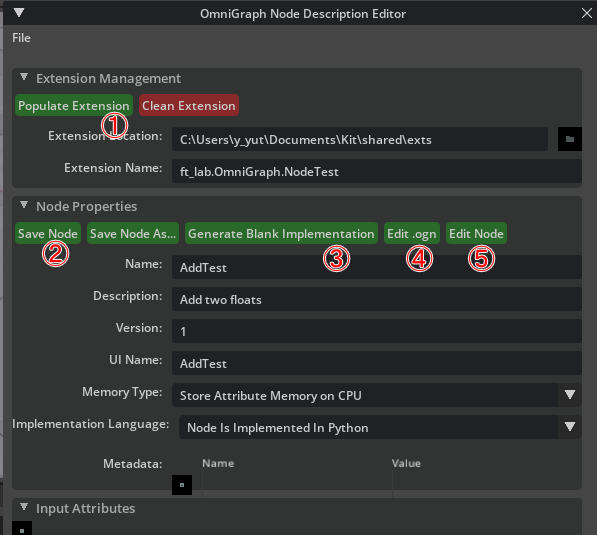 OmniGraph Node Description Editor
File
Extension Management
Populate Extension Clean Extension
①
Extension Location: C:\Users\y_yut\Documents\Kit\shared\exts
Extension Name: ft_lab.OmniGraph.NodeTest
Node Properties
Save Node Save Node As... Generate Blank Implementation Edit .ogn Edit Node
② ③ ④ ⑤
Name: AddTest
Description: Add two floats
Version: 1
UI Name: AddTest
Memory Type: Store Attribute Memory on CPU
Implementation Language: Node Is Implemented In Python
Metadata: Name Value
Input Attributes